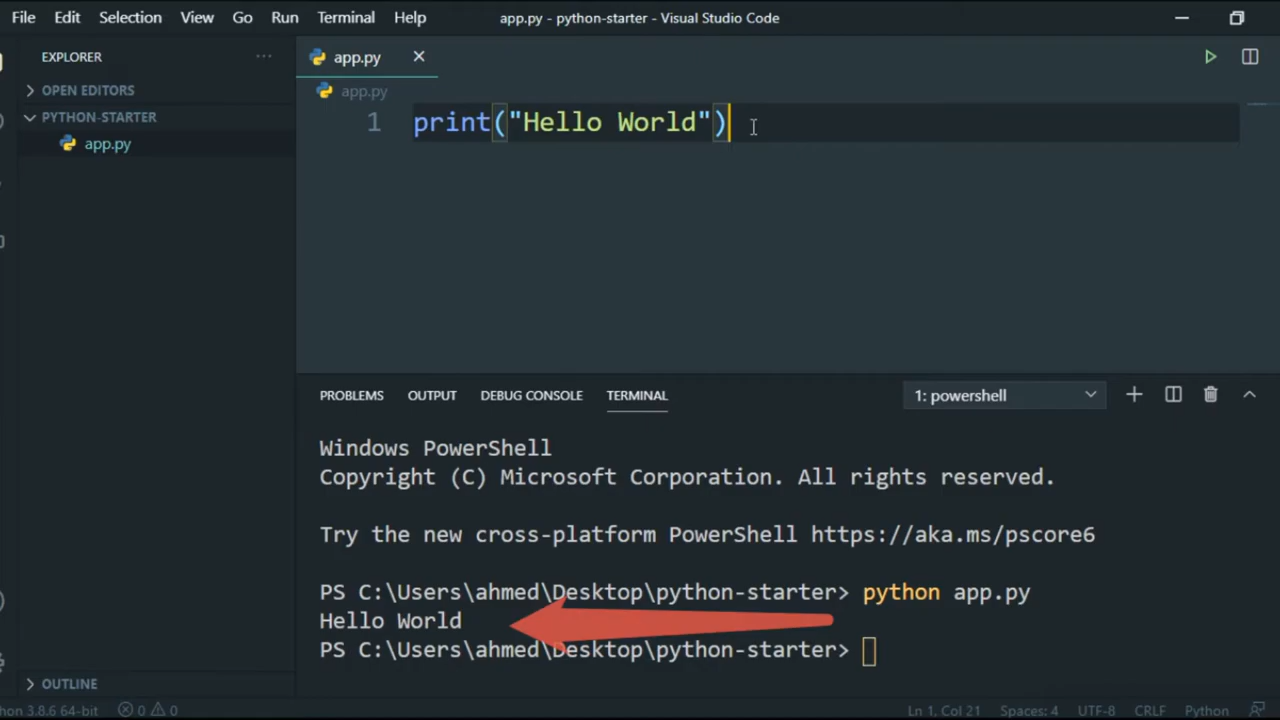 File Edit Selection View Go Run Terminal Help app.py - python-starter - Visual Studio Code
EXPLORER ···
OPEN EDITORS
PYTHON-STARTER
app.py
app.py
app.py
1 print("Hello World")
PROBLEMS OUTPUT DEBUG CONSOLE TERMINAL 1: powershell
Windows PowerShell
Copyright (C) Microsoft Corporation. All rights reserved.
Try the new cross-platform PowerShell https://aka.ms/pscore6
PS C:\Users\ahmed\Desktop\python-starter> python app.py
Hello World
PS C:\Users\ahmed\Desktop\python-starter>
OUTLINE
hon 3.8.6 64-bit 0 0 Ln 1, Col 21 Spaces: 4 UTF-8 CRLF Python